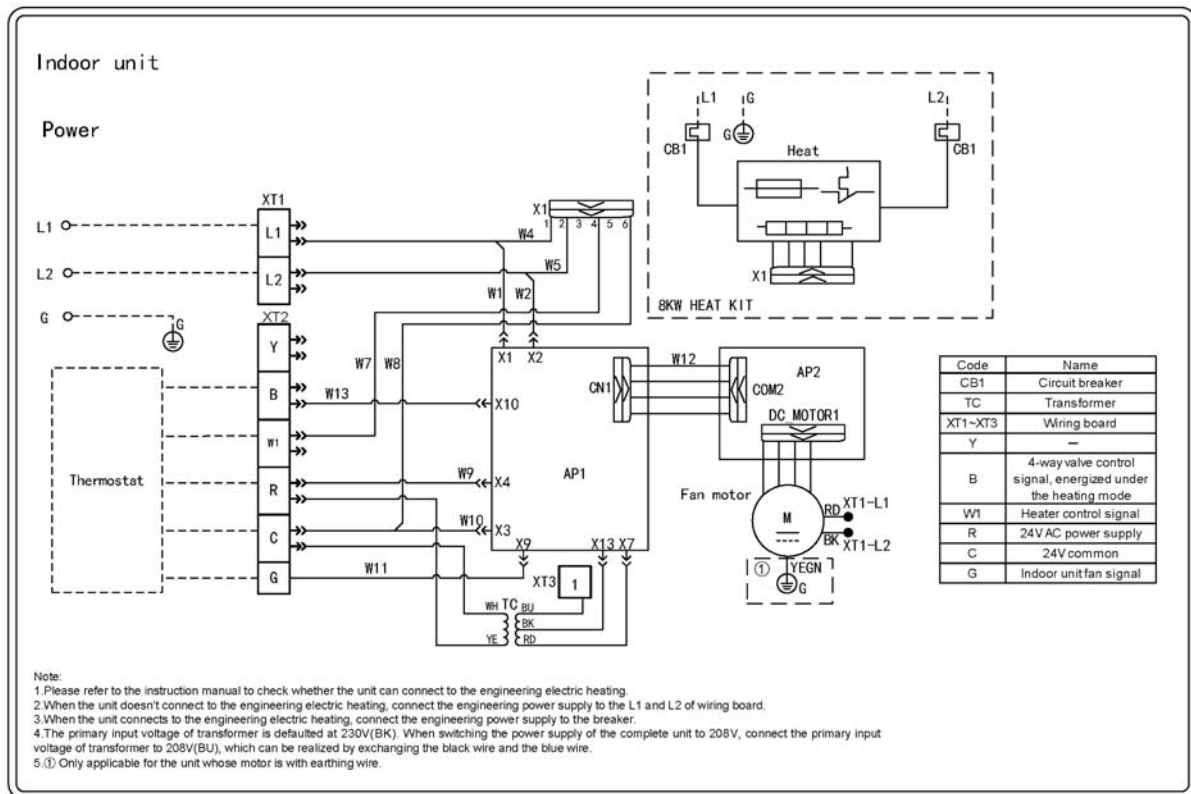 Indoor unit
Power
L1
L2
G
G
XT1
L1
L2
XT2
Y
B
W1
R
C
G
Thermostat
X1
1 2 3 4 5 6
W4
W5
W1
W2
W7
W8
W13
W9
W10
W11
X1
X2
X10
X4
X3
X9
X13
X7
AP1
CN1
W12
COM2
AP2
DC_MOTOR1
Fan motor
M
RD
XT1-L1
BK
XT1-L2
①
YEGN
G
XT3
1
WH
TC
BU
BK
YE
RD
L1
G
L2
G
CB1
CB1
Heat
X1
8KW HEAT KIT
Code Name
CB1 Circuit breaker
TC Transformer
XT1~XT3 Wiring board
Y —
B 4-way valve control
signal, energized under
the heating mode
W1 Heater control signal
R 24VAC power supply
C 24V common
G Indoor unit fan signal
Note:
1.Please refer to the instruction manual to check whether the unit can connect to the engineering electric heating.
2.When the unit doesn't connect to the engineering electric heating, connect the engineering power supply to the L1 and L2 of wiring board.
3.When the unit connects to the engineering electric heating, connect the engineering power supply to the breaker.
4.The primary input voltage of transformer is defaulted at 230V(BK). When switching the power supply of the complete unit to 208V, connect the primary input
voltage of transformer to 208V(BU), which can be realized by exchanging the black wire and the blue wire.
5.① Only applicable for the unit whose motor is with earthing wire.